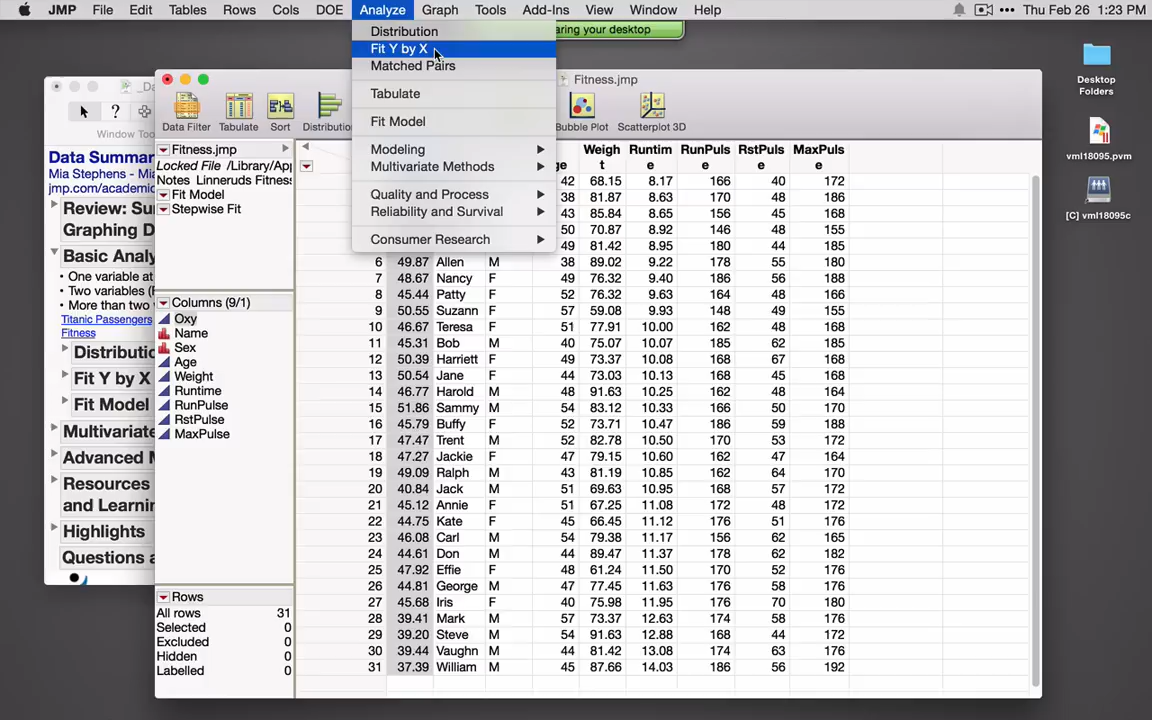 JMP File Edit Tables Rows Cols DOE Analyze Graph Tools Add-Ins View Window Help Thu Feb 26 1:23 PM
Distribution
Fit Y by X
Matched Pairs
Tabulate
Fit Model
Modeling
Multivariate Methods
Quality and Process
Reliability and Survival
Consumer Research
aring your desktop
Desktop
Folders
vml18095.pvm
[C] vml18095c
Window Tool
Data Summar
Mia Stephens - Mia.
jmp.com/academic
Review: Su
Graphing D
Basic Analy
• One variable at
• Two variables (
• More than two
Titanic Passengers
Fitness
Distributio
Fit Y by X
Fit Model
Multivariate
Advanced M
Resources
and Learnin
Highlights
Questions a
Fitness.jmp
Data Filter Tabulate Sort Distributio Bubble Plot Scatterplot 3D
Fitness.jmp
Locked File /Library/App
Notes Linneruds Fitness
Fit Model
Stepwise Fit
Columns (9/1)
Oxy
Name
Sex
Age
Weight
Runtime
RunPulse
RstPulse
MaxPulse
Rows
All rows 31
Selected 0
Excluded 0
Hidden 0
Labelled 0
ge Weigh t Runtim e RunPuls e RstPuls e MaxPuls e
42 68.15 8.17 166 40 172
38 81.87 8.63 170 48 186
43 85.84 8.65 156 45 168
50 70.87 8.92 146 48 155
49 81.42 8.95 180 44 185
6 49.87 Allen M 38 89.02 9.22 178 55 180
7 48.67 Nancy F 49 76.32 9.40 186 56 188
8 45.44 Patty F 52 76.32 9.63 164 48 166
9 50.55 Suzann F 57 59.08 9.93 148 49 155
10 46.67 Teresa F 51 77.91 10.00 162 48 168
11 45.31 Bob M 40 75.07 10.07 185 62 185
12 50.39 Harriett F 49 73.37 10.08 168 67 168
13 50.54 Jane F 44 73.03 10.13 168 45 168
14 46.77 Harold M 48 91.63 10.25 162 48 164
15 51.86 Sammy M 54 83.12 10.33 166 50 170
16 45.79 Buffy F 52 73.71 10.47 186 59 188
17 47.47 Trent M 52 82.78 10.50 170 53 172
18 47.27 Jackie F 47 79.15 10.60 162 47 164
19 49.09 Ralph M 43 81.19 10.85 162 64 170
20 40.84 Jack M 51 69.63 10.95 168 57 172
21 45.12 Annie F 51 67.25 11.08 172 48 172
22 44.75 Kate F 45 66.45 11.12 176 51 176
23 46.08 Carl M 54 79.38 11.17 156 62 165
24 44.61 Don M 44 89.47 11.37 178 62 182
25 47.92 Effie F 48 61.24 11.50 170 52 176
26 44.81 George M 47 77.45 11.63 176 58 176
27 45.68 Iris F 40 75.98 11.95 176 70 180
28 39.41 Mark M 57 73.37 12.63 174 58 176
29 39.20 Steve M 54 91.63 12.88 168 44 172
30 39.44 Vaughn M 44 81.42 13.08 174 63 176
31 37.39 William M 45 87.66 14.03 186 56 192